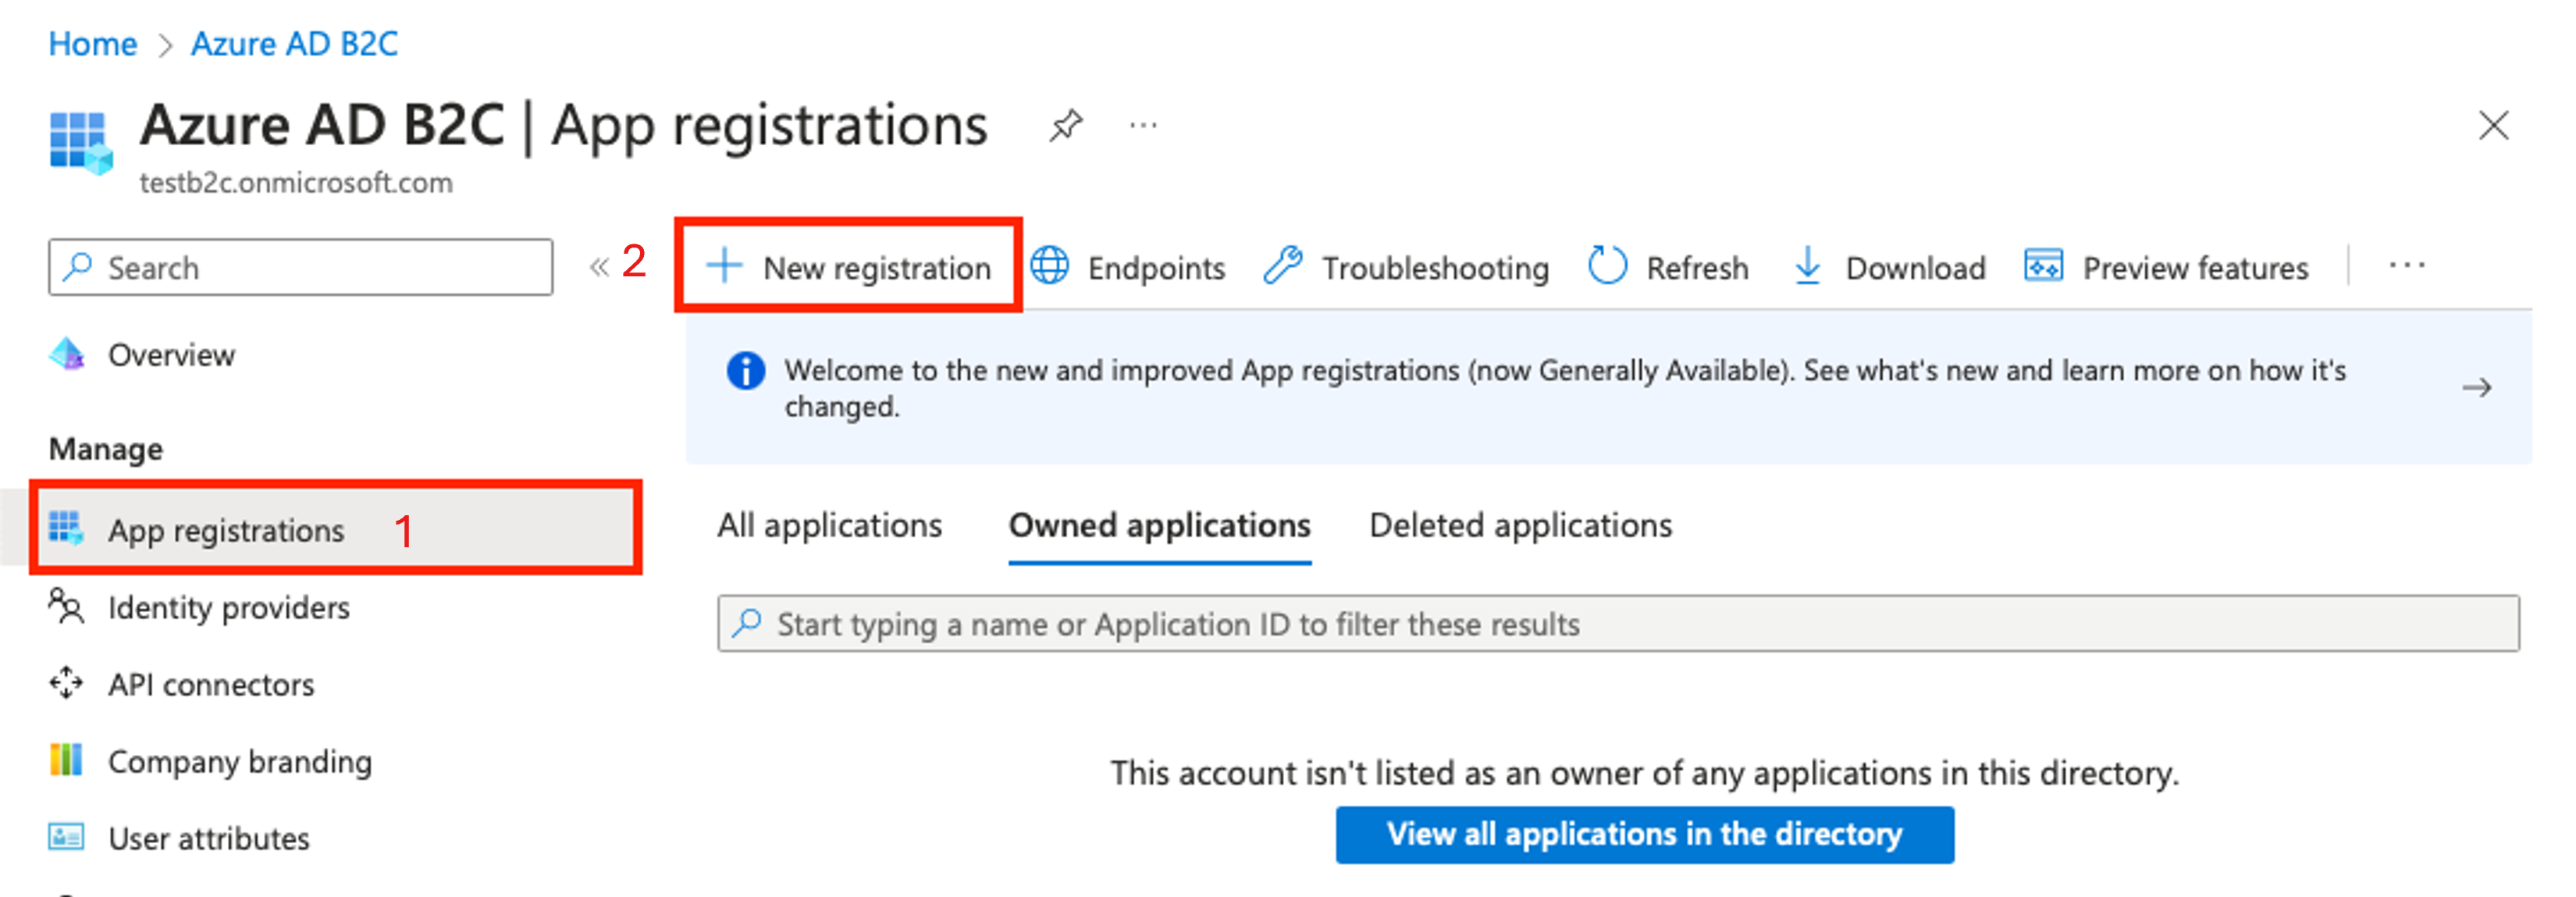 Home > Azure AD B2C
Azure AD B2C | App registrations
testb2c.onmicrosoft.com
Search
« 2
New registration
Endpoints
Troubleshooting
Refresh
Download
Preview features
Overview
Manage
App registrations 1
Identity providers
API connectors
Company branding
User attributes
Welcome to the new and improved App registrations (now Generally Available). See what's new and learn more on how it's
changed.
All applications
Owned applications
Deleted applications
Start typing a name or Application ID to filter these results
This account isn't listed as an owner of any applications in this directory.
View all applications in the directory